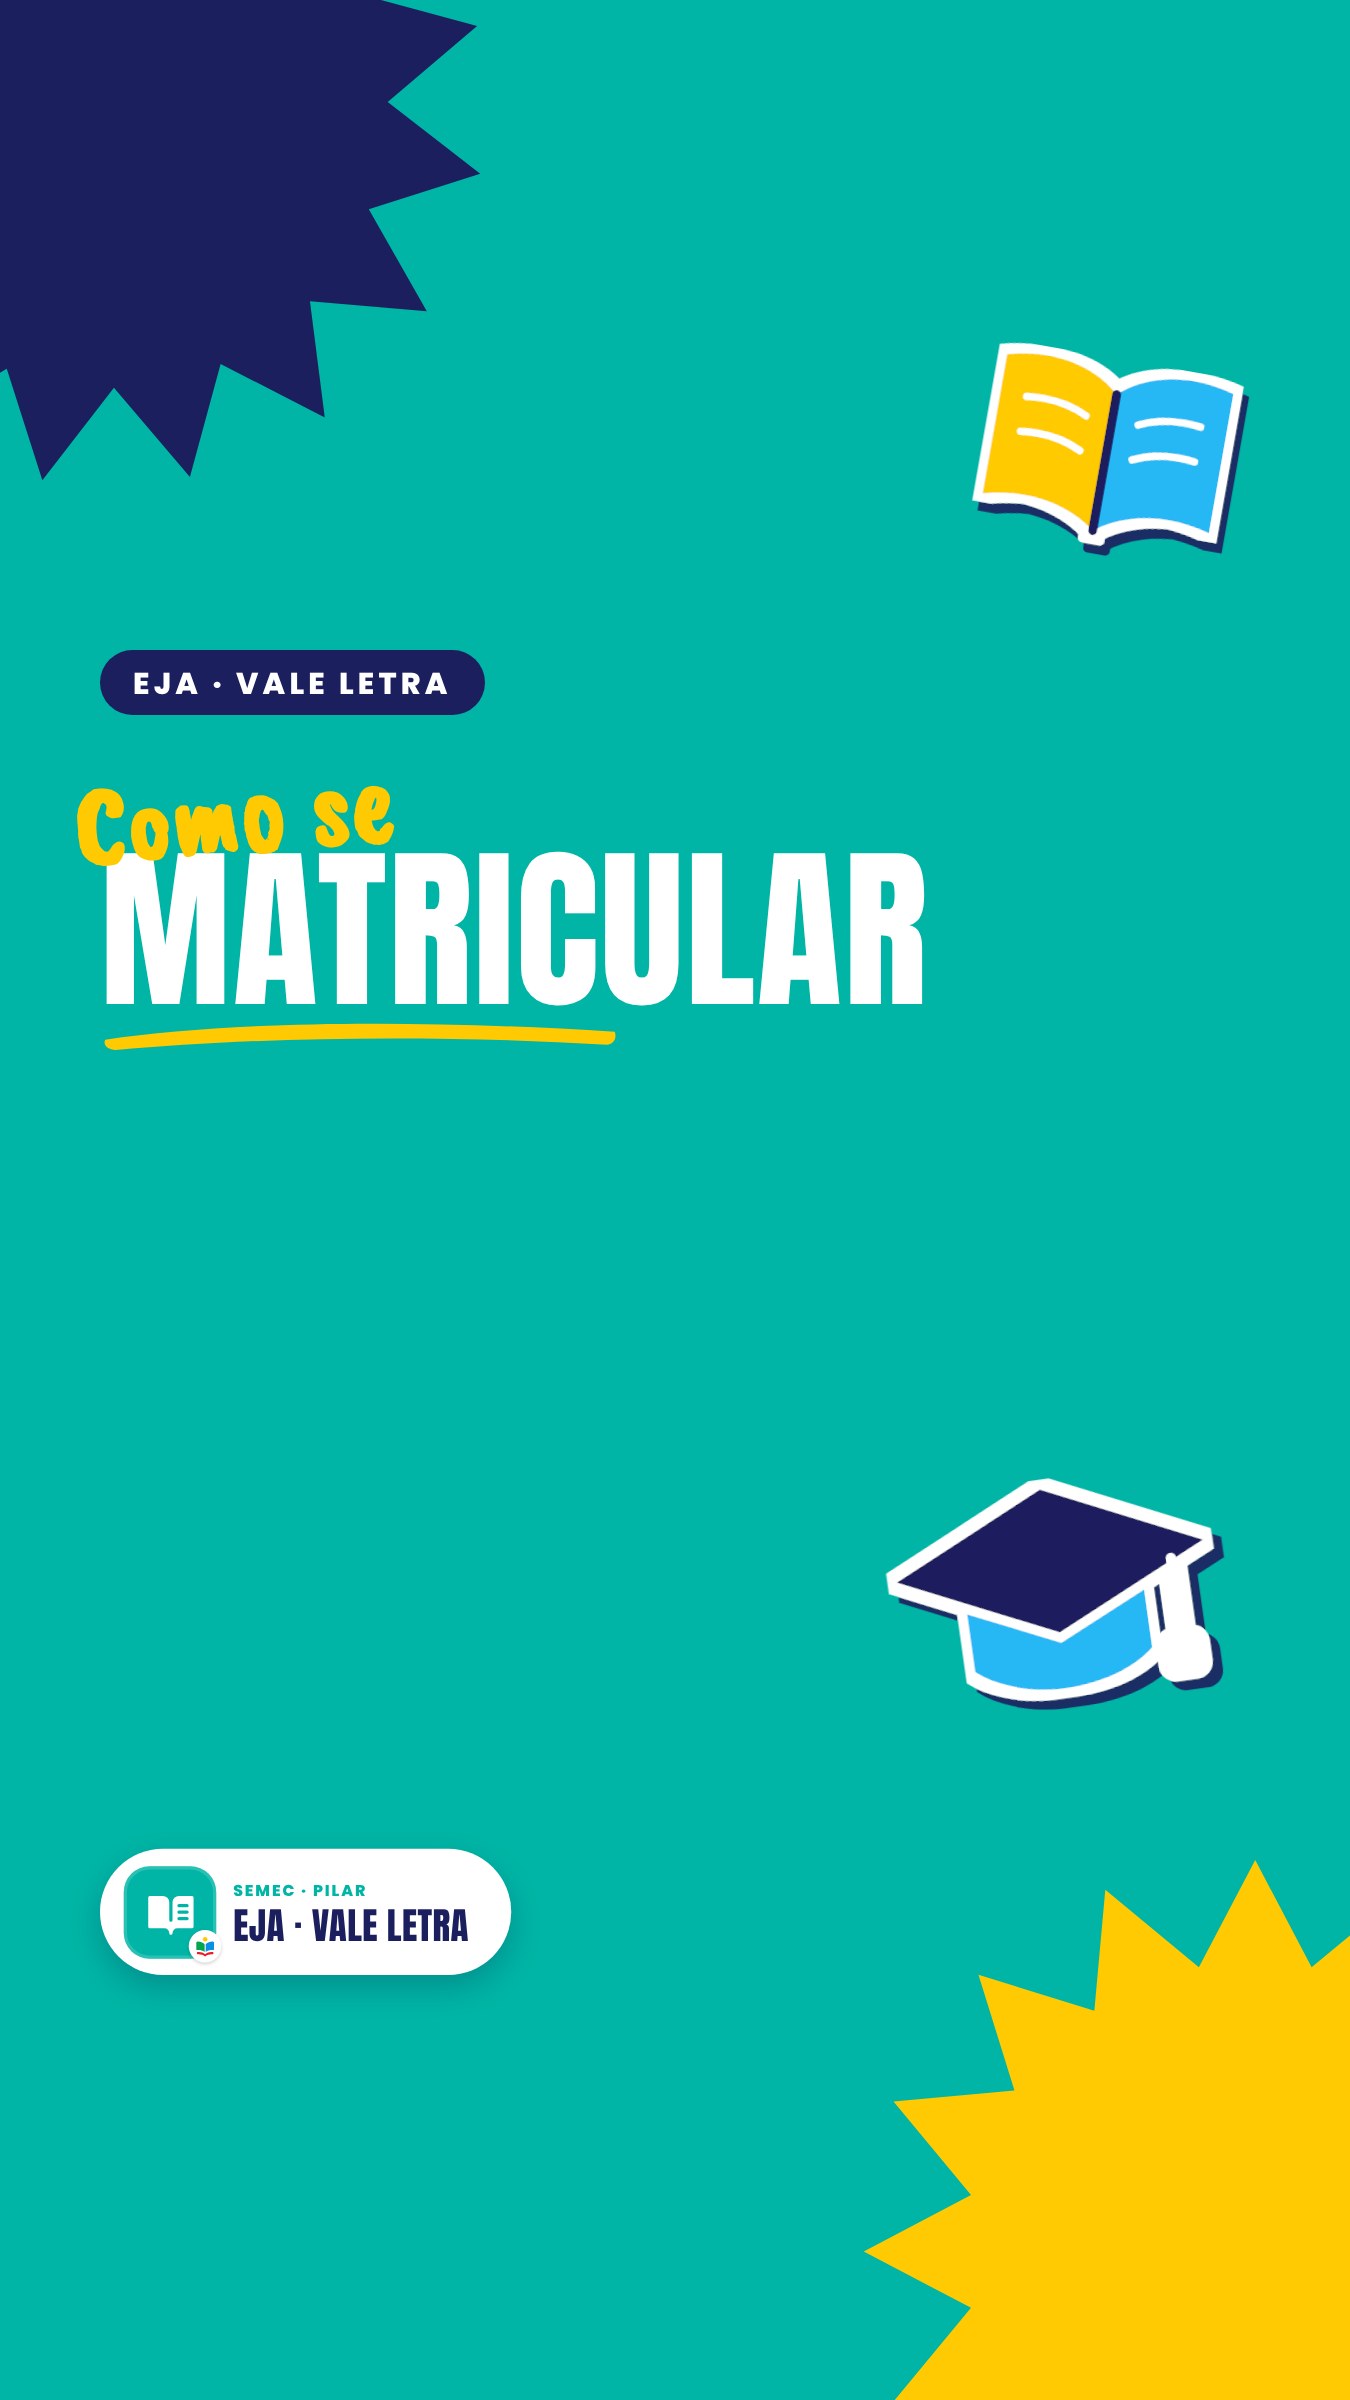 EJA · VALE LETRA
Como se
MATRICULAR
SEMEC · PILAR
EJA · VALE LETRA